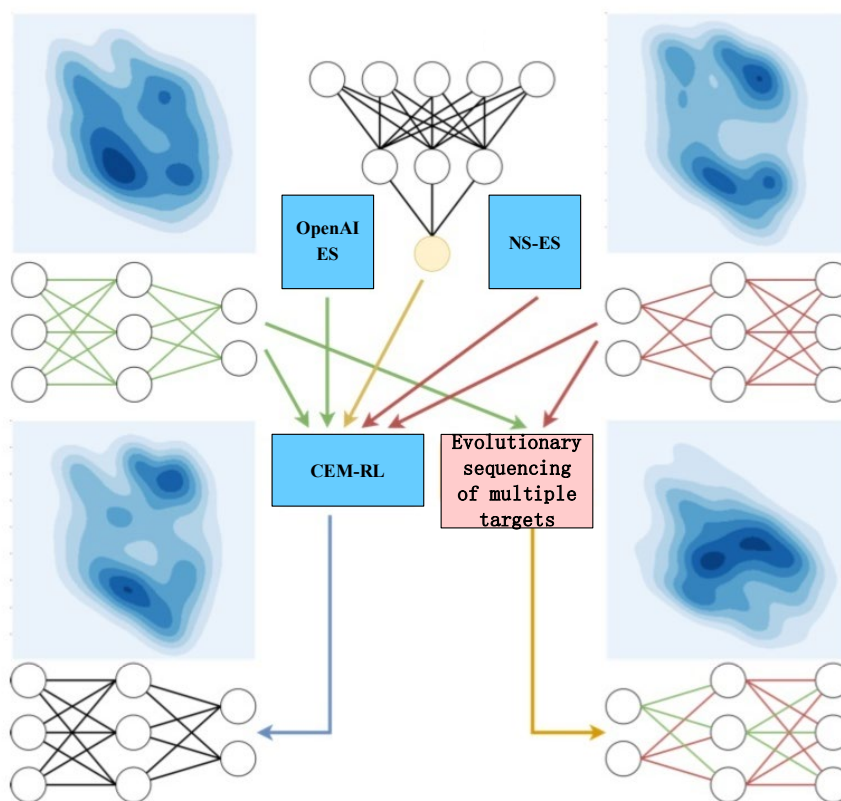 OpenAI
ES
NS-ES
CEM-RL
Evolutionary
sequencing
of multiple
targets